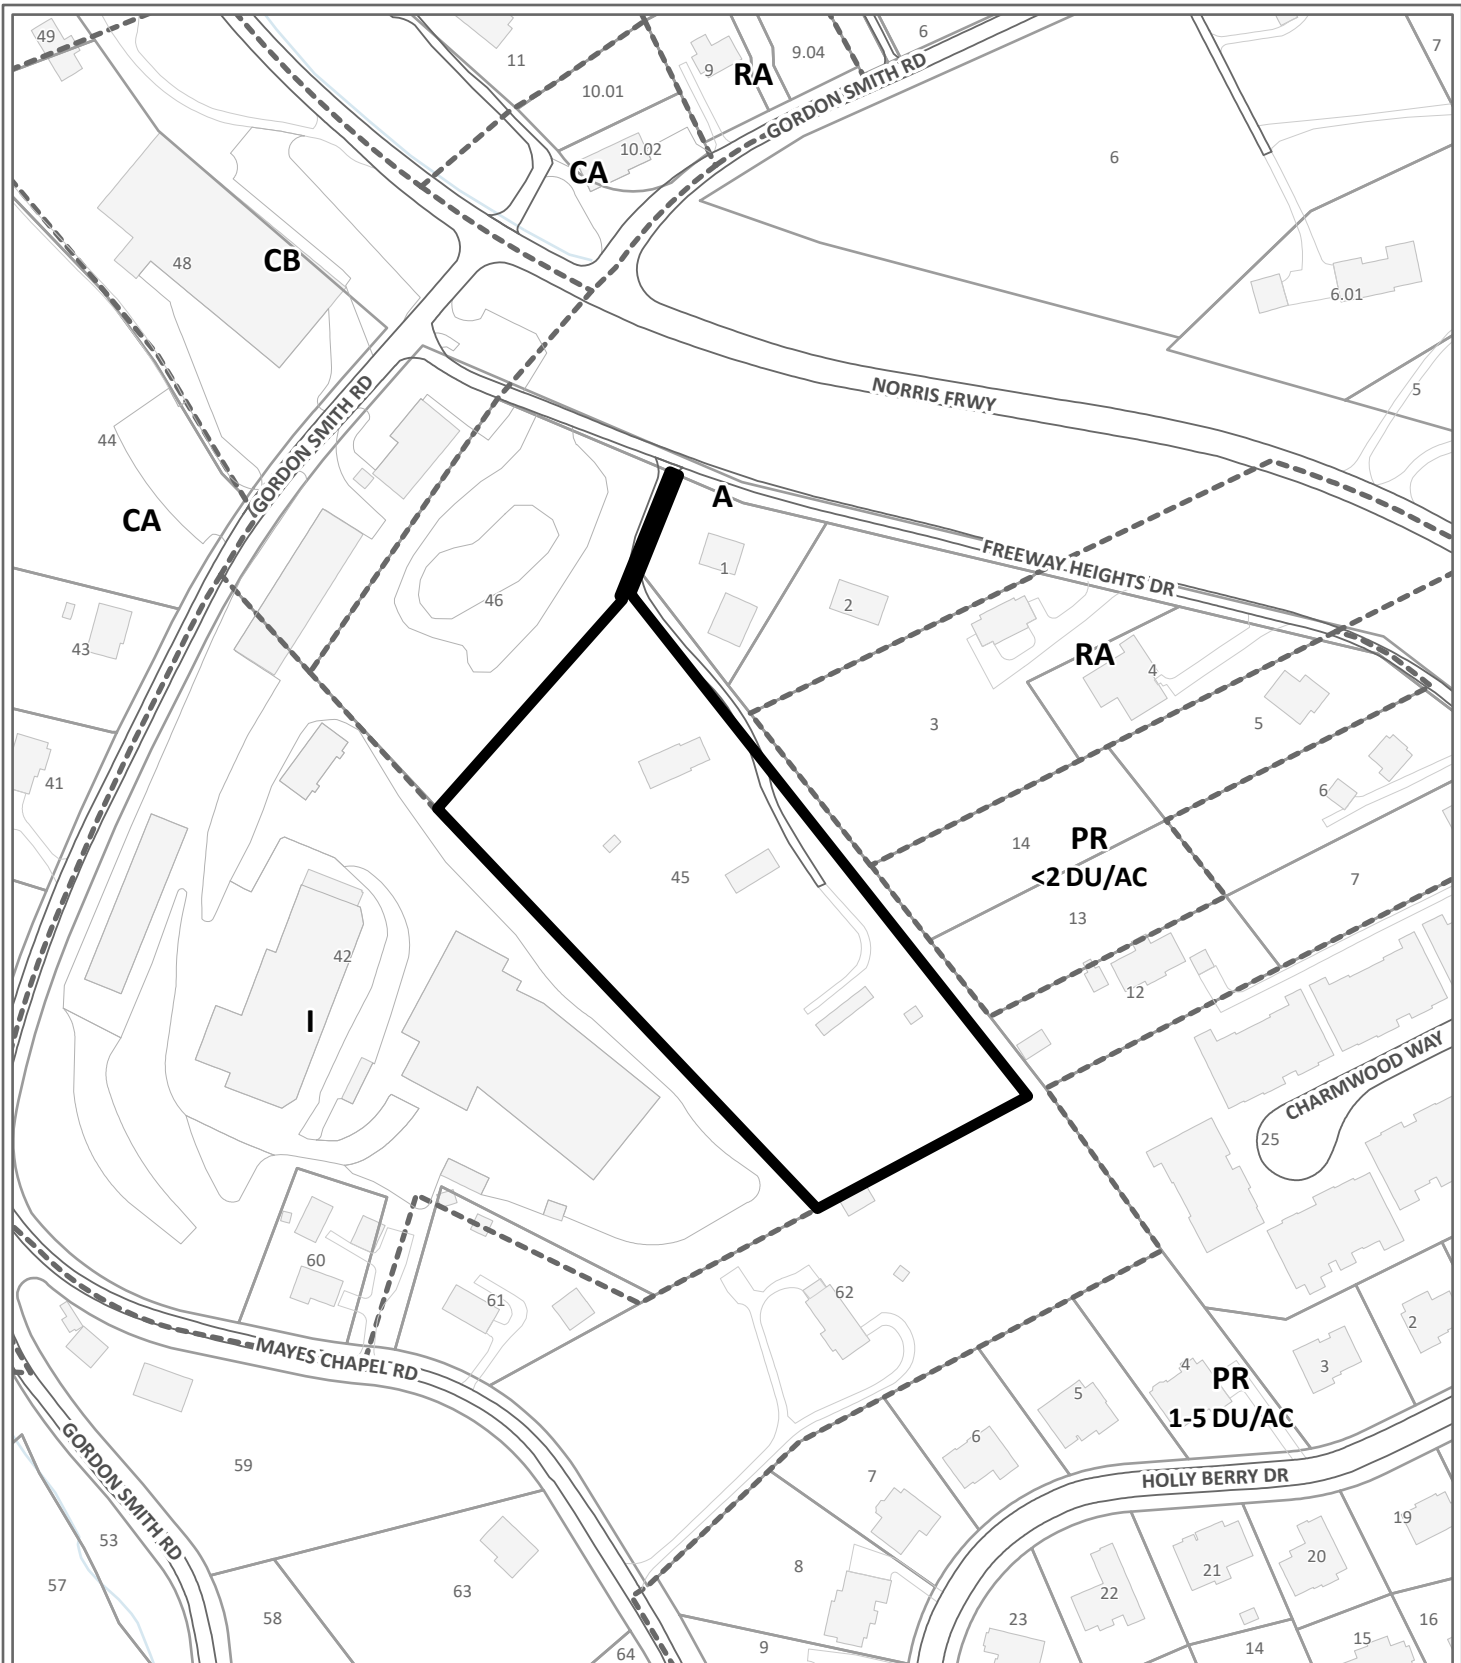 49
11
9
RA
9.04
6
7
GORDON SMITH RD
10.01
10.02
CA
6
CB
48
6.01
NORRIS FRWY
5
44
GORDON SMITH RD
CA
A
FREEWAY HEIGHTS DR
1
46
2
43
RA
4
3
5
41
6
14
PR
<2 DU/AC
45
7
13
42
12
I
CHARMWOOD WAY
25
60
61
62
MAYES CHAPEL RD
2
4
3
PR
1-5 DU/AC
5
6
GORDON SMITH RD
59
7
HOLLY BERRY DR
53
19
20
21
8
57
63
22
58
23
16
15
9
14
64